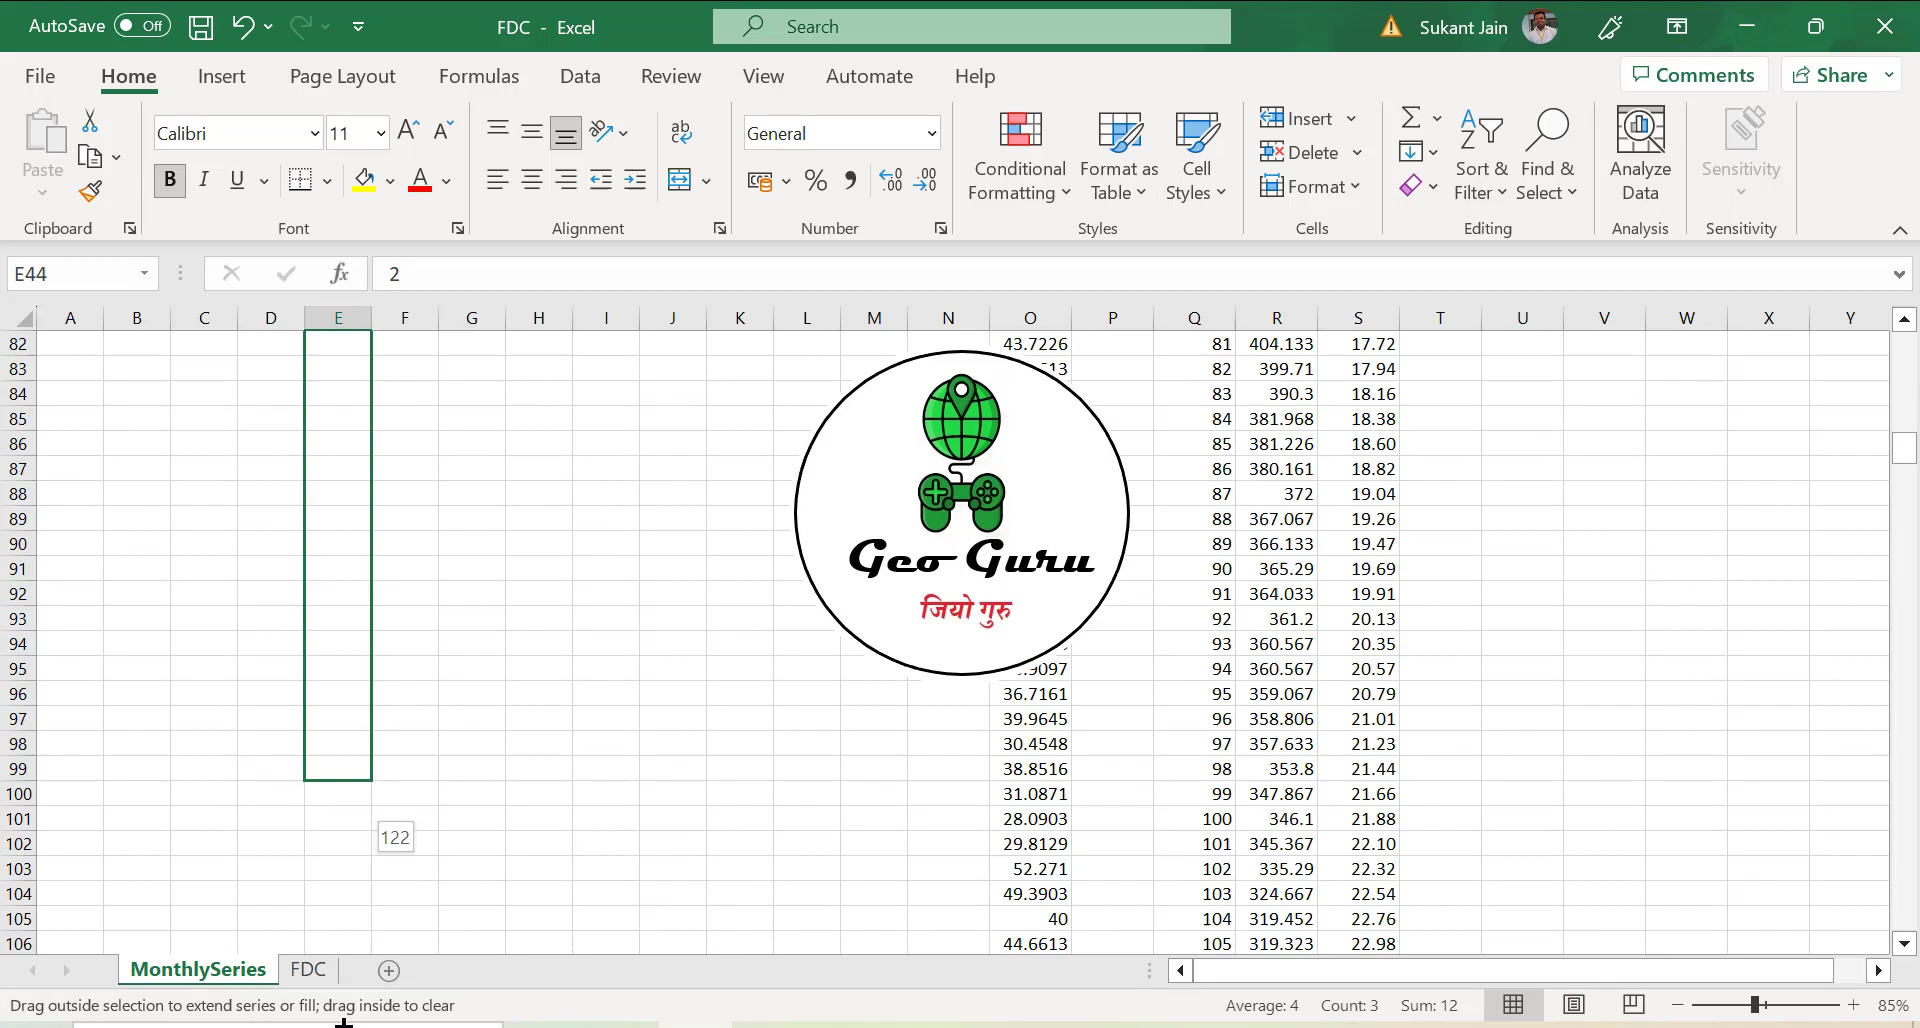 AutoSave Off FDC - Excel Search Sukant Jain
File Home Insert Page Layout Formulas Data Review View Automate Help Comments Share
Paste Calibri 11 General Conditional Formatting Format as Table Cell Styles Insert Delete Format Sort & Filter Find & Select Analyze Data Sensitivity
Clipboard Font Alignment Number Styles Cells Editing Analysis Sensitivity
E44 fx 2
A B C D E F G H I J K L M N O P Q R S T U V W X Y
82 43.7226 81 404.133 17.72
83 82 399.71 17.94
84 83 390.3 18.16
85 84 381.968 18.38
86 85 381.226 18.60
87 86 380.161 18.82
88 87 372 19.04
89 88 367.067 19.26
90 89 366.133 19.47
91 90 365.29 19.69
92 91 364.033 19.91
93 92 361.2 20.13
94 93 360.567 20.35
95 94 360.567 20.57
96 36.7161 95 359.067 20.79
97 39.9645 96 358.806 21.01
98 30.4548 97 357.633 21.23
99 38.8516 98 353.8 21.44
100 31.0871 99 347.867 21.66
101 28.0903 100 346.1 21.88
102 29.8129 101 345.367 22.10
103 52.271 102 335.29 22.32
104 49.3903 103 324.667 22.54
105 40 104 319.452 22.76
106 44.6613 105 319.323 22.98
Geo Guru
जियो गुरु
122
MonthlySeries FDC
Drag outside selection to extend series or fill; drag inside to clear Average: 4 Count: 3 Sum: 12 85%